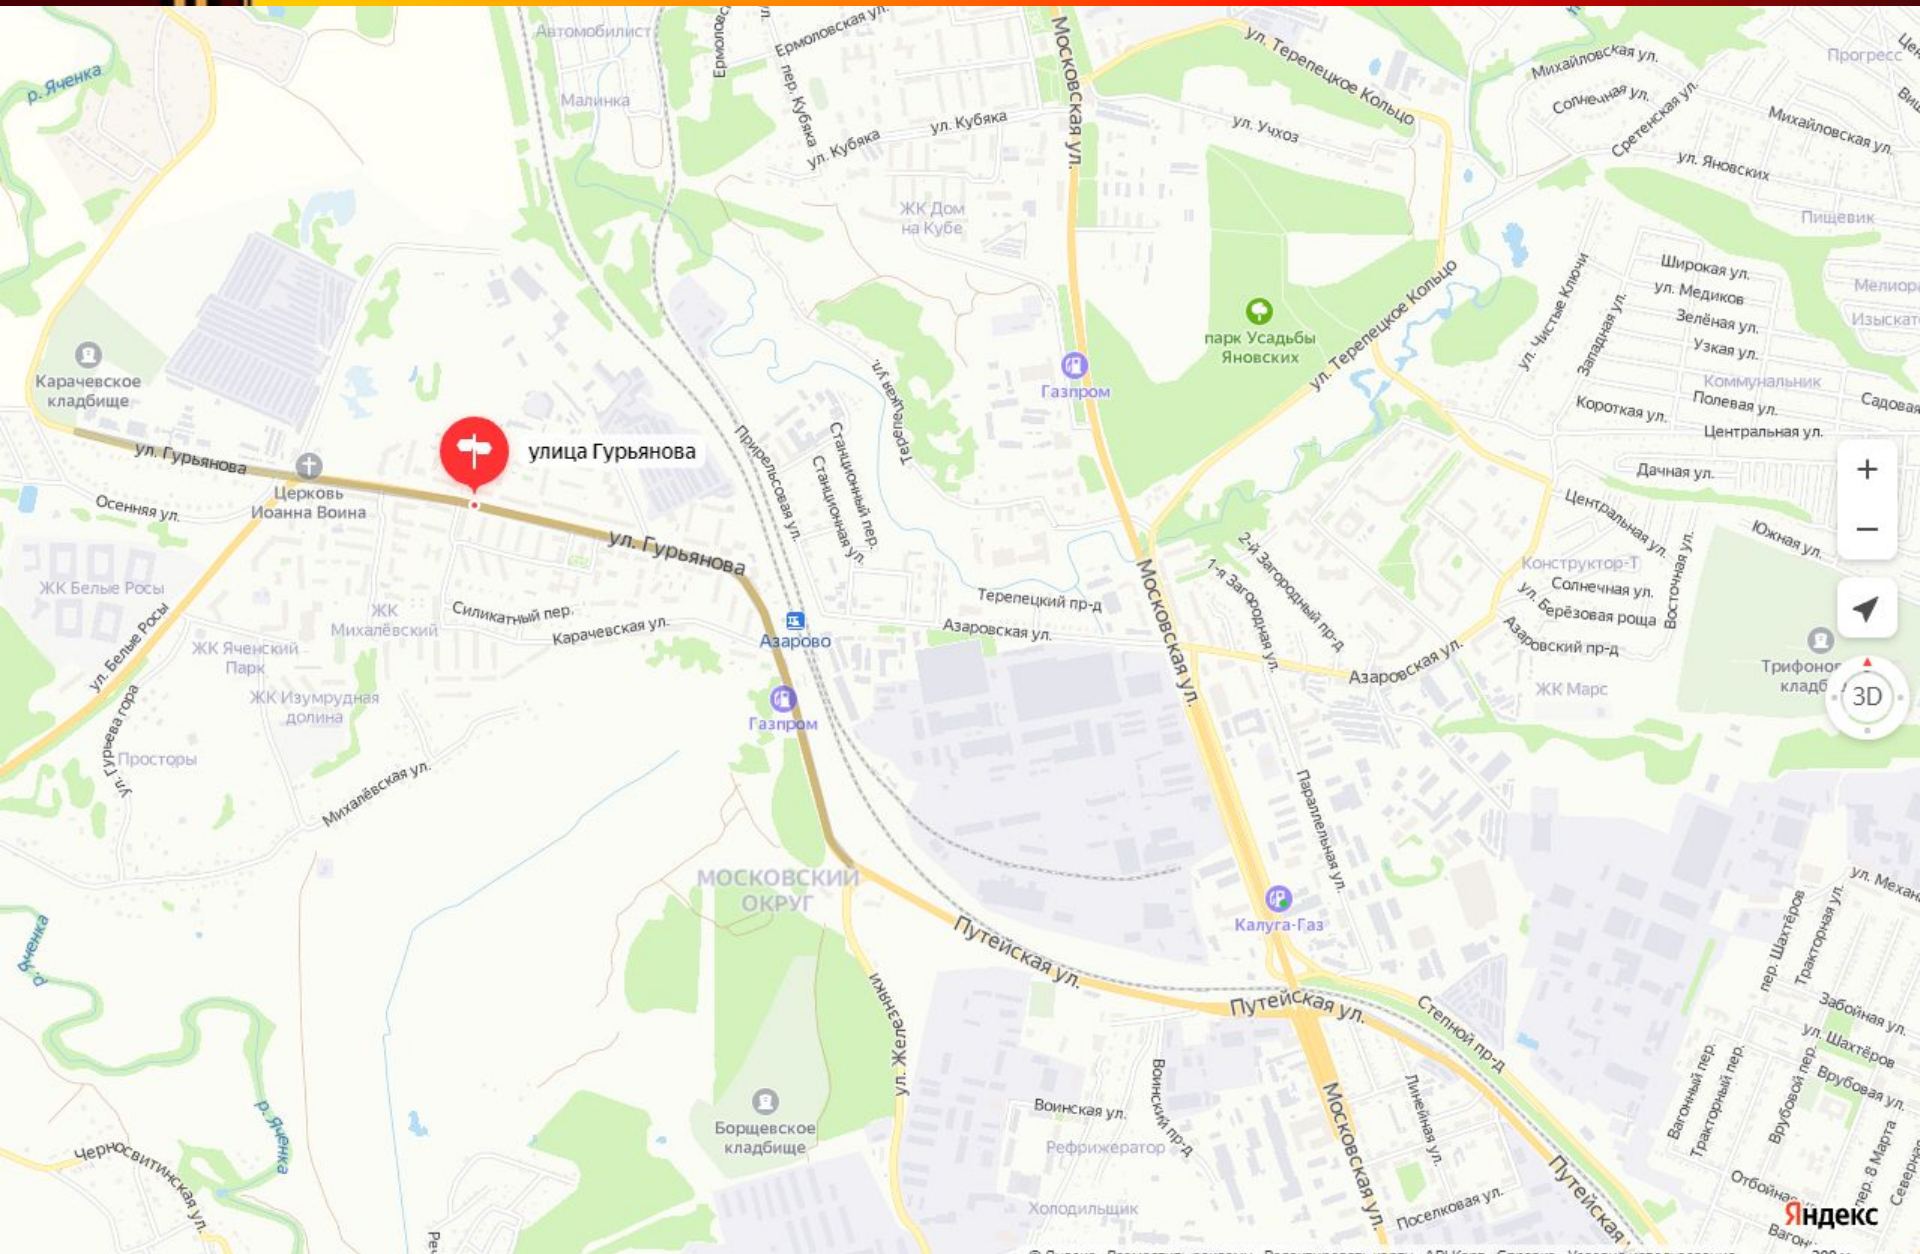 р. Яченка
Автомобилист
Малинка
Ермоловская ул.
пер. Кубяка
ул. Кубяка
ул. Кубяка
Московская ул.
ул. Терепецкое Кольцо
ул. Учхоз
Михайловская ул.
Солнечная ул.
Сретенская ул.
Прогресс
Михайловская ул.
ул. Яновских
Пищевик
ЖК Дом
на Кубе
парк Усадьбы
Яновских
ул. Терепецкое Кольцо
ул. Чистые Ключи
Западная ул.
Широкая ул.
ул. Медиков
Зелёная ул.
Узкая ул.
Коммунальник
Полевая ул.
Короткая ул.
Садовая
Центральная ул.
Дачная ул.
Газпром
Терепецкая ул.
Карачевское
кладбище
ул. Гурьянова
улица Гурьянова
Церковь
Иоанна Воина
Осенняя ул.
ул. Гурьянова
Прирельсовая ул.
Станционный пер.
Станционная ул.
ЖК Белые Росы
ул. Белые Росы
ЖК
Михалёвский
Силикатный пер.
Карачевская ул.
Азарово
Терепецкий пр-д
Азаровская ул.
Московская ул.
2-й Загородный пр-д
1-я Загородная ул.
Центральная ул.
Южная ул.
Конструктор-Т
Солнечная ул.
ул. Берёзовая роща
Восточная ул.
Азаровский пр-д
Азаровская ул.
ЖК Марс
3D
ЖК Яченский
Парк
ЖК Изумрудная
долина
ул. Гурьева гора
Просторы
Михалёвская ул.
Газпром
МОСКОВСКИЙ
ОКРУГ
Параллельная ул.
Калуга-Газ
Путейская ул.
Путейская ул.
Степной пр-д
ул. Железняки
р. Яченка
р. Яченка
Черносвитинская ул.
Борщевское
кладбище
Воинская ул.
Воинский пр-д
Рефрижератор
Холодильщик
Линейная ул.
Московская ул.
Поселковая ул.
Путейская
пер. Шахтёров
Тракторная ул.
Забойная ул.
ул. Шахтёров
Врубовая ул.
Вагонный пер.
Тракторный пер.
Врубовой пер.
пер. 8 Марта
Яндекс